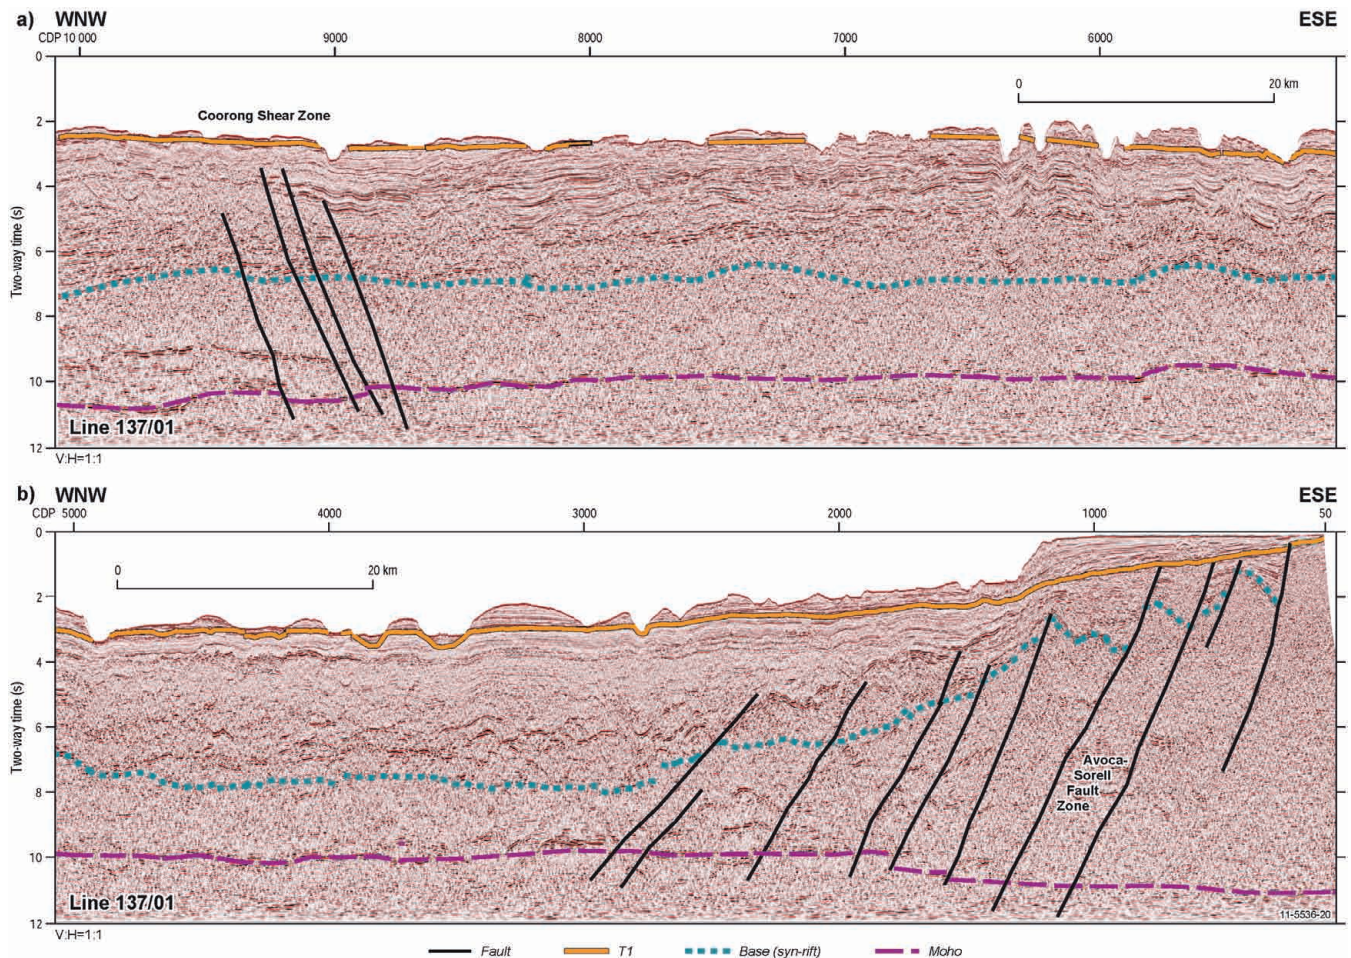 a) WNW ESE
CDP 10 000 9000 8000 7000 6000
0
0 20 km
Coorong Shear Zone
2
4
Two-way time (s)
6
8
10
Line 137/01
12
V:H=1:1
b) WNW ESE
CDP 5000 4000 3000 2000 1000 50
0
0 20 km
2
4
Two-way time (s)
6
Avoca-
Sorell
Fault
Zone
8
10
Line 137/01
11-5536-20
12
V:H=1:1
Fault T1 Base (syn-rift) Moho